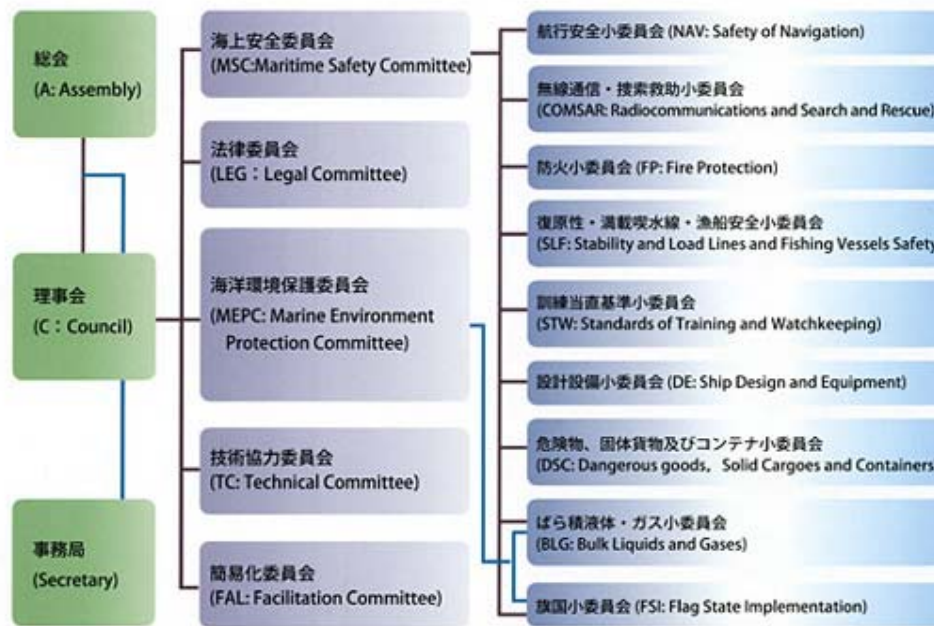 総会
(A: Assembly)
理事会
(C：Council)
事務局
(Secretary)
海上安全委員会
(MSC:Maritime Safety Committee)
法律委員会
(LEG：Legal Committee)
海洋環境保護委員会
(MEPC: Marine Environment
Protection Committee)
技術協力委員会
(TC: Technical Committee)
簡易化委員会
(FAL: Facilitation Committee)
航行安全小委員会 (NAV: Safety of Navigation)
無線通信・捜索救助小委員会
(COMSAR: Radiocommunications and Search and Rescue)
防火小委員会 (FP: Fire Protection)
復原性・満載喫水線・漁船安全小委員会
(SLF: Stability and Load Lines and Fishing Vessels Safety
訓練当直基準小委員会
(STW: Standards of Training and Watchkeeping)
設計設備小委員会 (DE: Ship Design and Equipment)
危険物、固体貨物及びコンテナ小委員会
(DSC: Dangerous goods， Solid Cargoes and Containers
ばら積液体・ガス小委員会
(BLG: Bulk Liquids and Gases)
旗国小委員会 (FSI: Flag State Implementation)